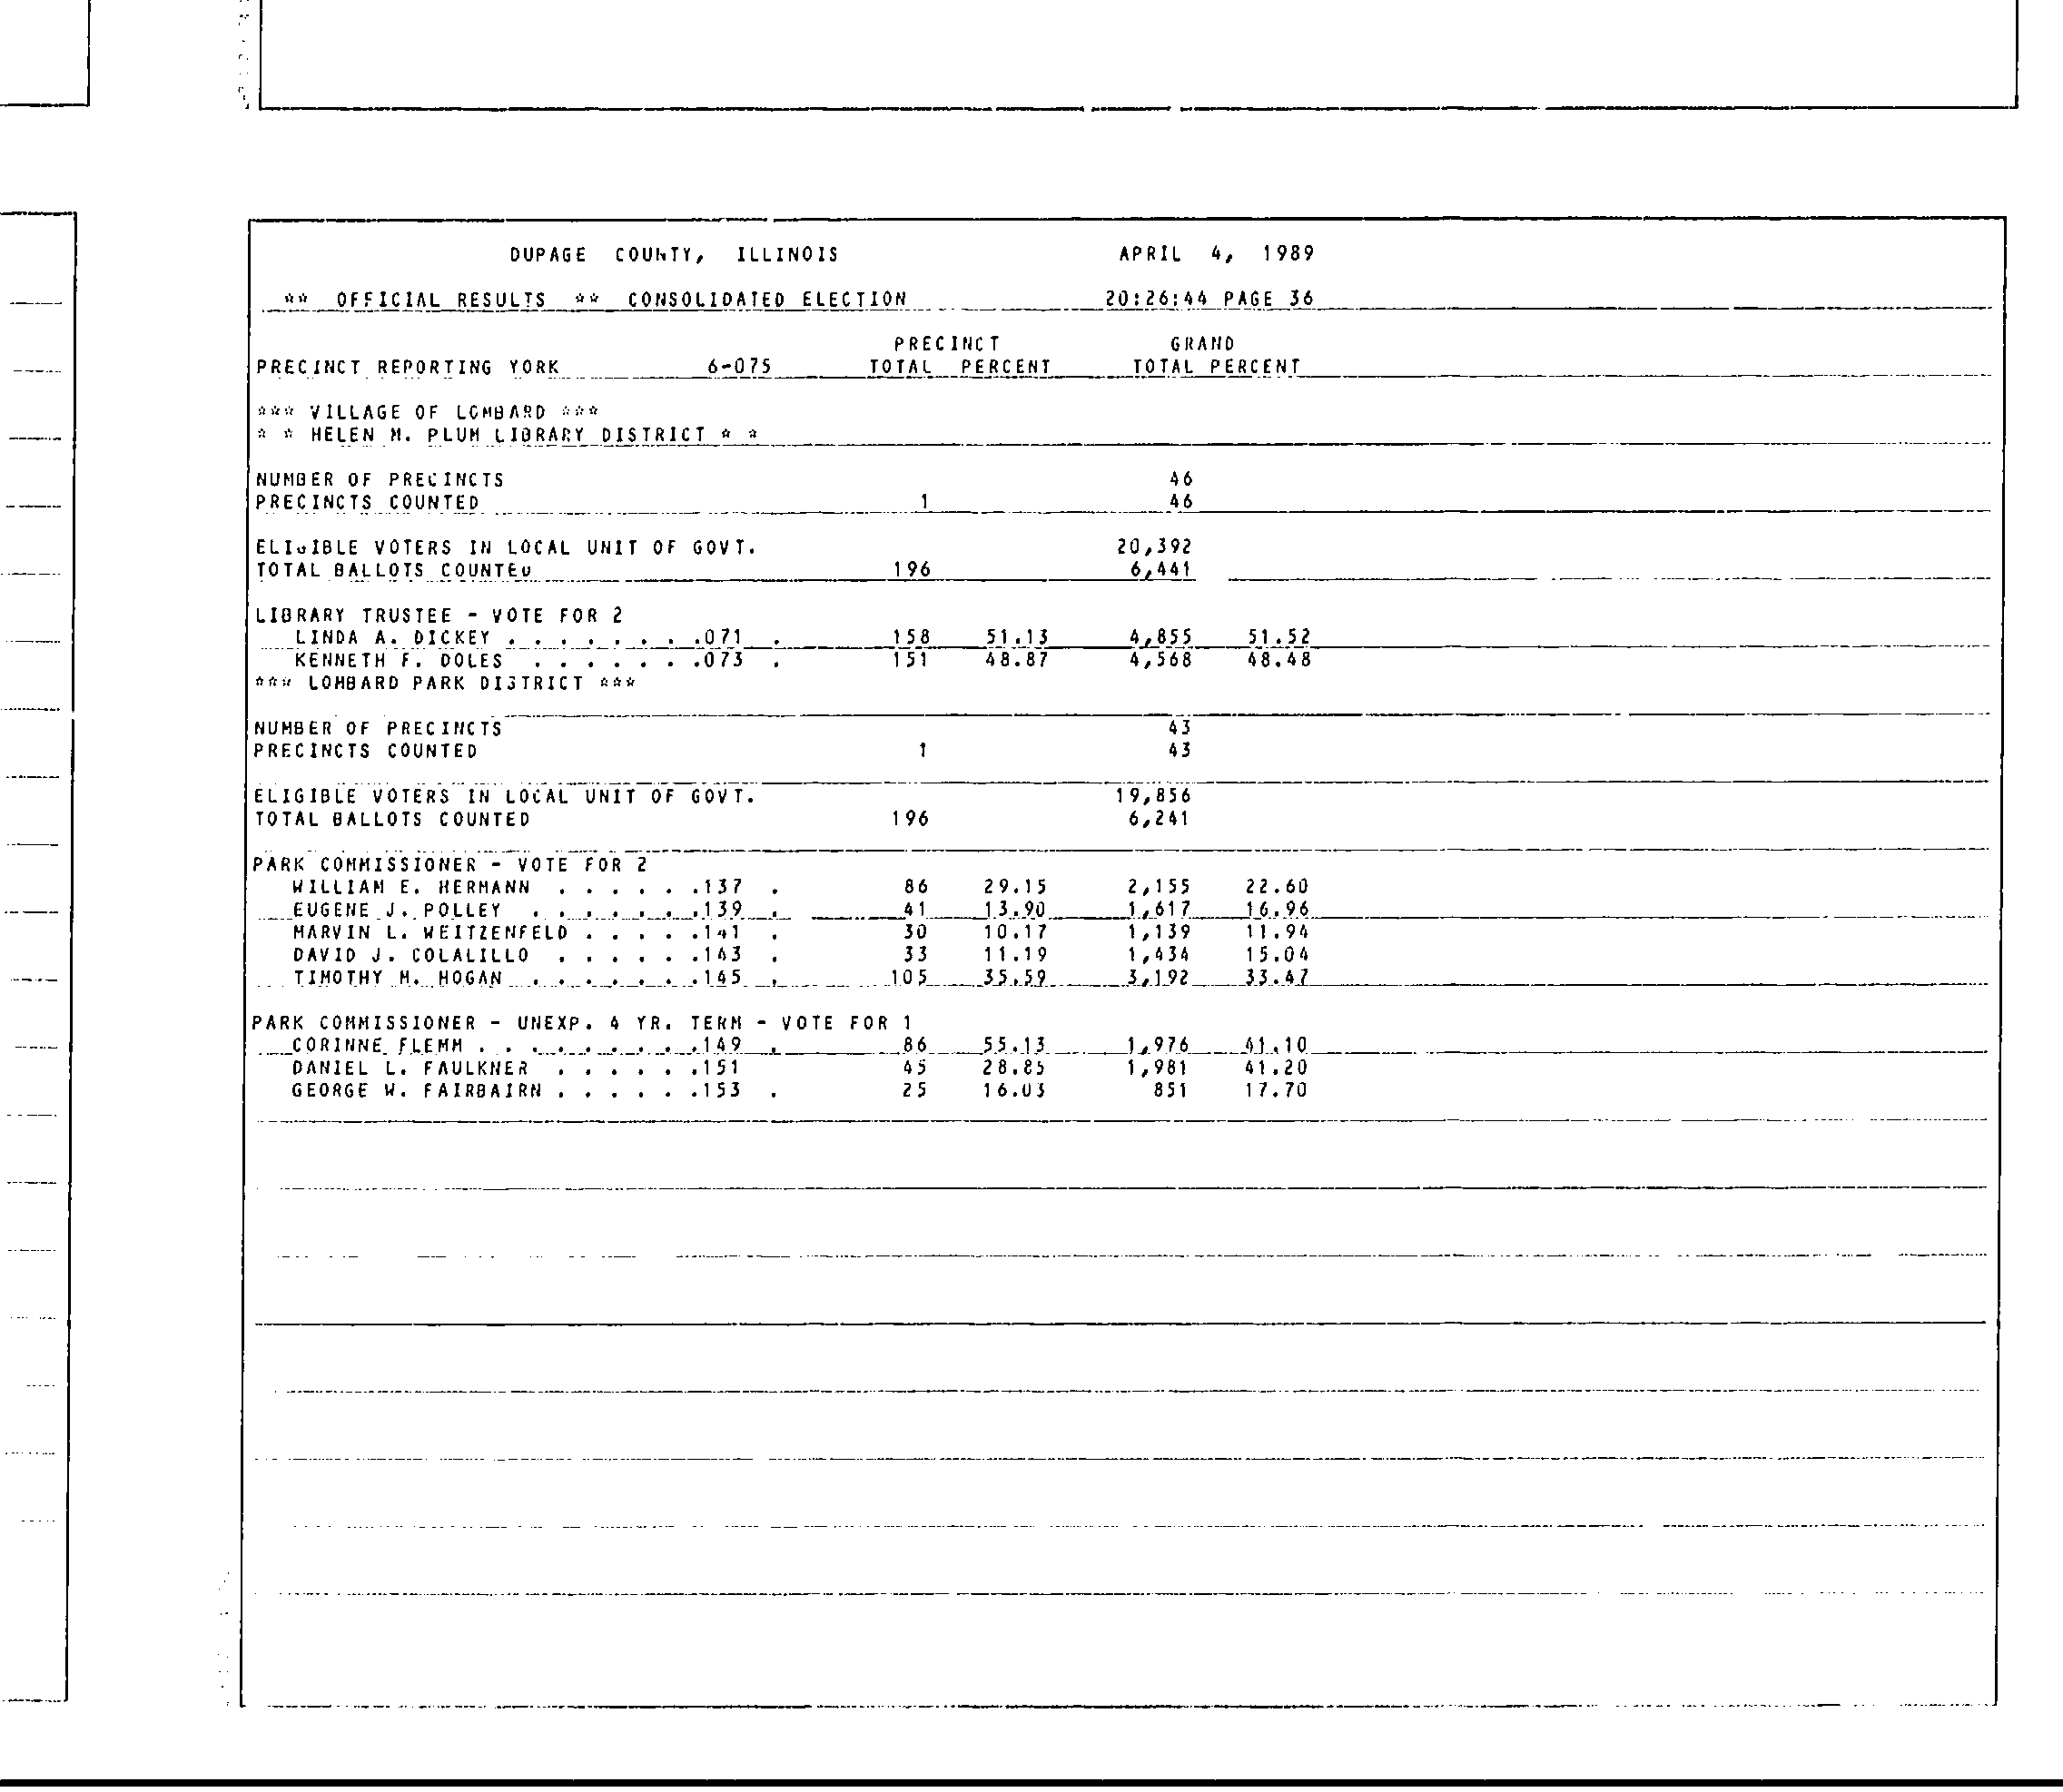 DUPAGE COUNTY, ILLINOIS APRIL 4, 1989
** OFFICIAL RESULTS ** CONSOLIDATED ELECTION 20:26:44 PAGE 36
PRECINCT GRAND
PRECINCT REPORTING YORK 6-075 TOTAL PERCENT TOTAL PERCENT
*** VILLAGE OF LOMBARD ***
* * HELEN M. PLUM LIBRARY DISTRICT * *
NUMBER OF PRECINCTS 46
PRECINCTS COUNTED 1 46
ELIGIBLE VOTERS IN LOCAL UNIT OF GOVT. 20,392
TOTAL BALLOTS COUNTED 196 6,441
LIBRARY TRUSTEE - VOTE FOR 2
LINDA A. DICKEY . . . . . . . .071 . 158 51.13 4,855 51.52
KENNETH F. DOLES . . . . . . .073 . 151 48.87 4,568 48.48
*** LOMBARD PARK DISTRICT ***
NUMBER OF PRECINCTS 43
PRECINCTS COUNTED 1 43
ELIGIBLE VOTERS IN LOCAL UNIT OF GOVT. 19,856
TOTAL BALLOTS COUNTED 196 6,241
PARK COMMISSIONER - VOTE FOR 2
WILLIAM E. HERMANN . . . . . .137 . 86 29.15 2,155 22.60
EUGENE J. POLLEY . . . . . . .139 . 41 13.90 1,617 16.96
MARVIN L. WEITZENFELD . . . . .141 . 30 10.17 1,139 11.94
DAVID J. COLALILLO . . . . . .143 . 33 11.19 1,434 15.04
TIMOTHY M. HOGAN . . . . . . .145 . 105 35.59 3,192 33.47
PARK COMMISSIONER - UNEXP. 4 YR. TERM - VOTE FOR 1
CORINNE FLEMM . . . . . . . . .149 . 86 55.13 1,976 41.10
DANIEL L. FAULKNER . . . . . .151 . 45 28.85 1,981 41.20
GEORGE W. FAIRBAIRN . . . . . .153 . 25 16.03 851 17.70